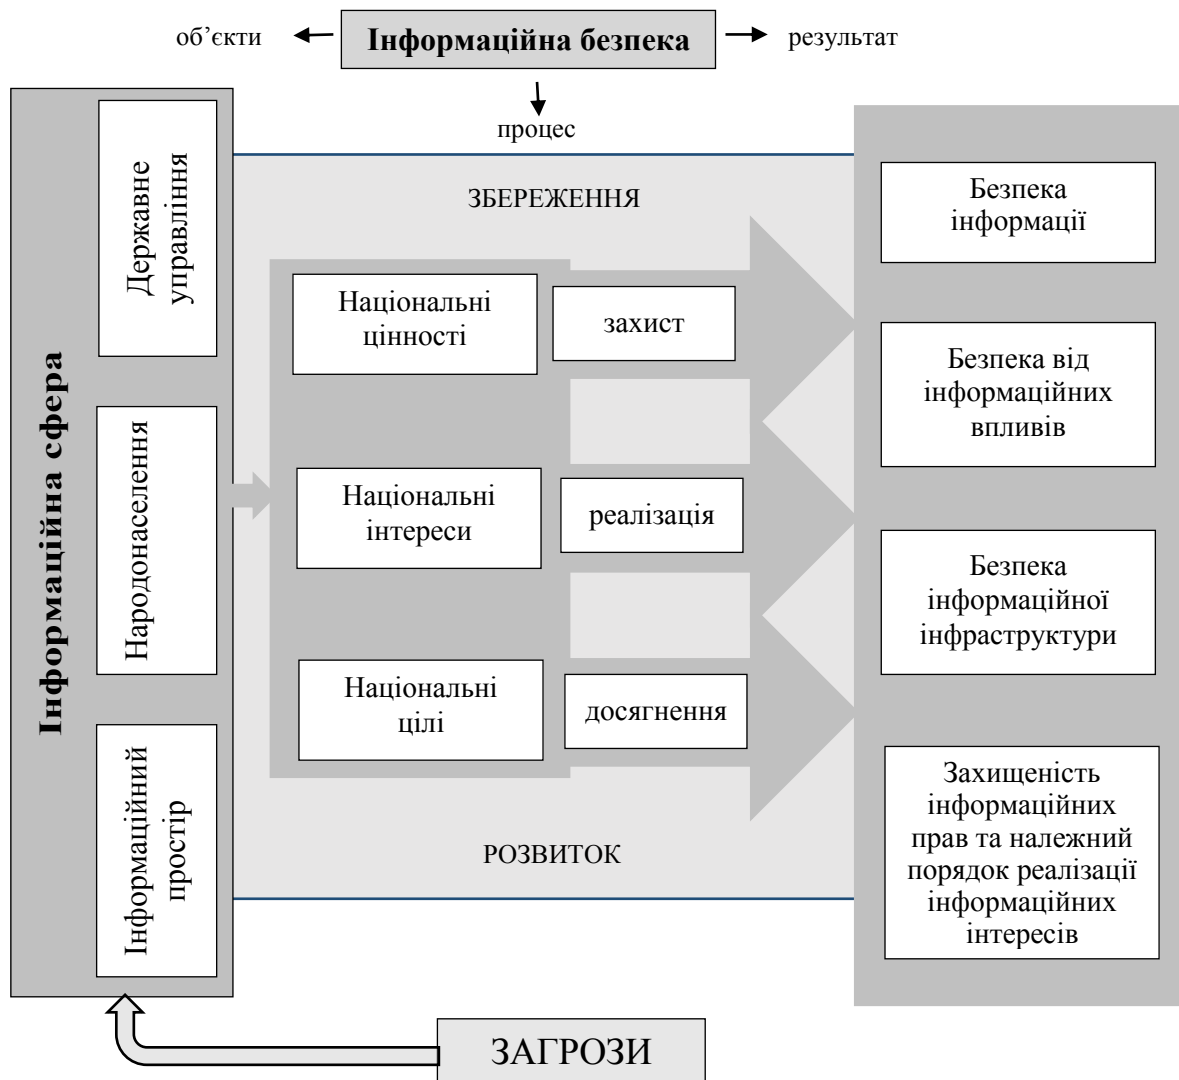 об’єкти
Інформаційна безпека
результат
процес
Інформаційна сфера
Державне
управління
Народонаселення
Інформаційний
простір
ЗБЕРЕЖЕННЯ
Національні
цінності
захист
Національні
інтереси
реалізація
Національні
цілі
досягнення
РОЗВИТОК
Безпека
інформації
Безпека від
інформаційних
впливів
Безпека
інформаційної
інфраструктури
Захищеність
інформаційних
прав та належний
порядок реалізації
інформаційних
інтересів
ЗАГРОЗИ